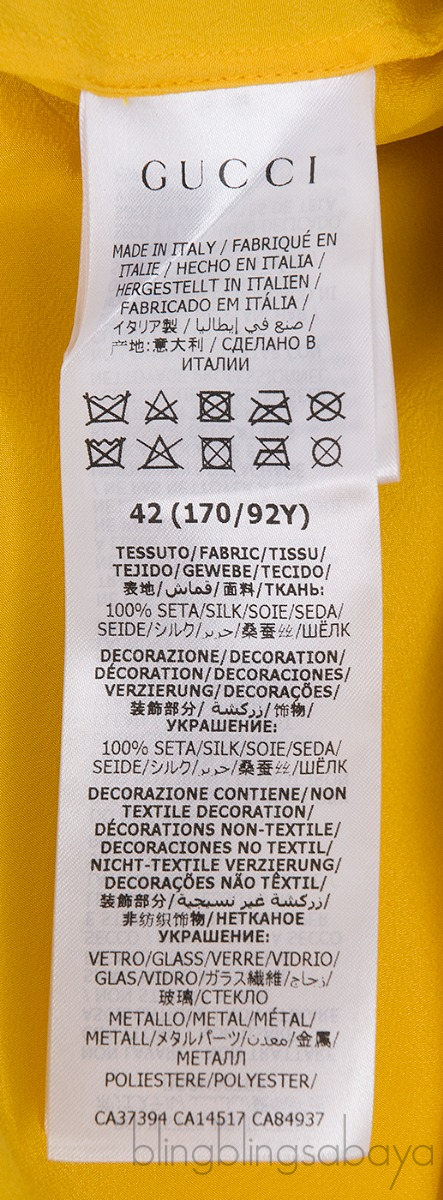 GUCCI
MADE IN ITALY / FABRIQUÉ EN
ITALIE / HECHO EN ITALIA /
HERGESTELLT IN ITALIEN /
FABRICADO EM ITÁLIA /
イタリア製 / صنع في إيطاليا /
产地:意大利 / СДЕЛАНО В
ИТАЛИИ
42 (170/92Y)
TESSUTO/FABRIC/TISSU/
TEJIDO/GEWEBE/TECIDO/
表地/قماش/面料/ТКАНЬ:
100% SETA/SILK/SOIE/SEDA/
SEIDE/シルク/حرير/桑蚕丝/ШЁЛК
DECORAZIONE/DECORATION/
DÉCORATION/DECORACIONES/
VERZIERUNG/DECORAÇÕES/
装飾部分/زركشة/饰物/
УКРАШЕНИЕ:
100% SETA/SILK/SOIE/SEDA/
SEIDE/シルク/حرير/桑蚕丝/ШЁЛК
DECORAZIONE CONTIENE/NON
TEXTILE DECORATION/
DÉCORATIONS NON-TEXTILE/
DECORACIONES NO TEXTIL/
NICHT-TEXTILE VERZIERUNG/
DECORAÇÕES NÃO TÊXTIL/
装飾部分/زركشة غير نسيجية/
非纺织饰物/НЕТКАНОЕ
УКРАШЕНИЕ:
VETRO/GLASS/VERRE/VIDRIO/
GLAS/VIDRO/ガラス繊維/زجاج/
玻璃/СТЕКЛО
METALLO/METAL/MÉTAL/
METALL/メタルパーツ/معدن/金属/
МЕТАЛЛ
POLIESTERE/POLYESTER/
CA37394 CA14517 CA84937
blingblingsabaya